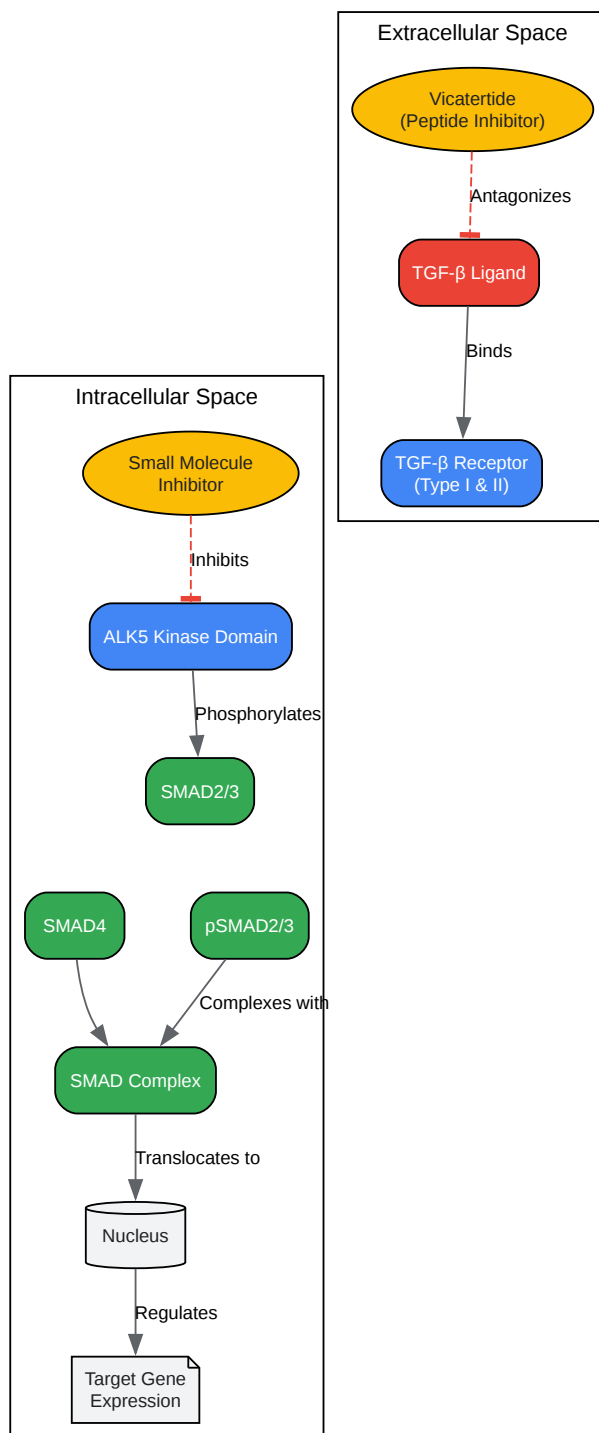 Extracellular Space
Vicatertide
(Peptide Inhibitor)
Antagonizes
TGF-β Ligand
Binds
TGF-β Receptor
(Type I & II)
Intracellular Space
Small Molecule
Inhibitor
Inhibits
ALK5 Kinase Domain
Phosphorylates
SMAD2/3
SMAD4
pSMAD2/3
Complexes with
SMAD Complex
Translocates to
Nucleus
Regulates
Target Gene
Expression